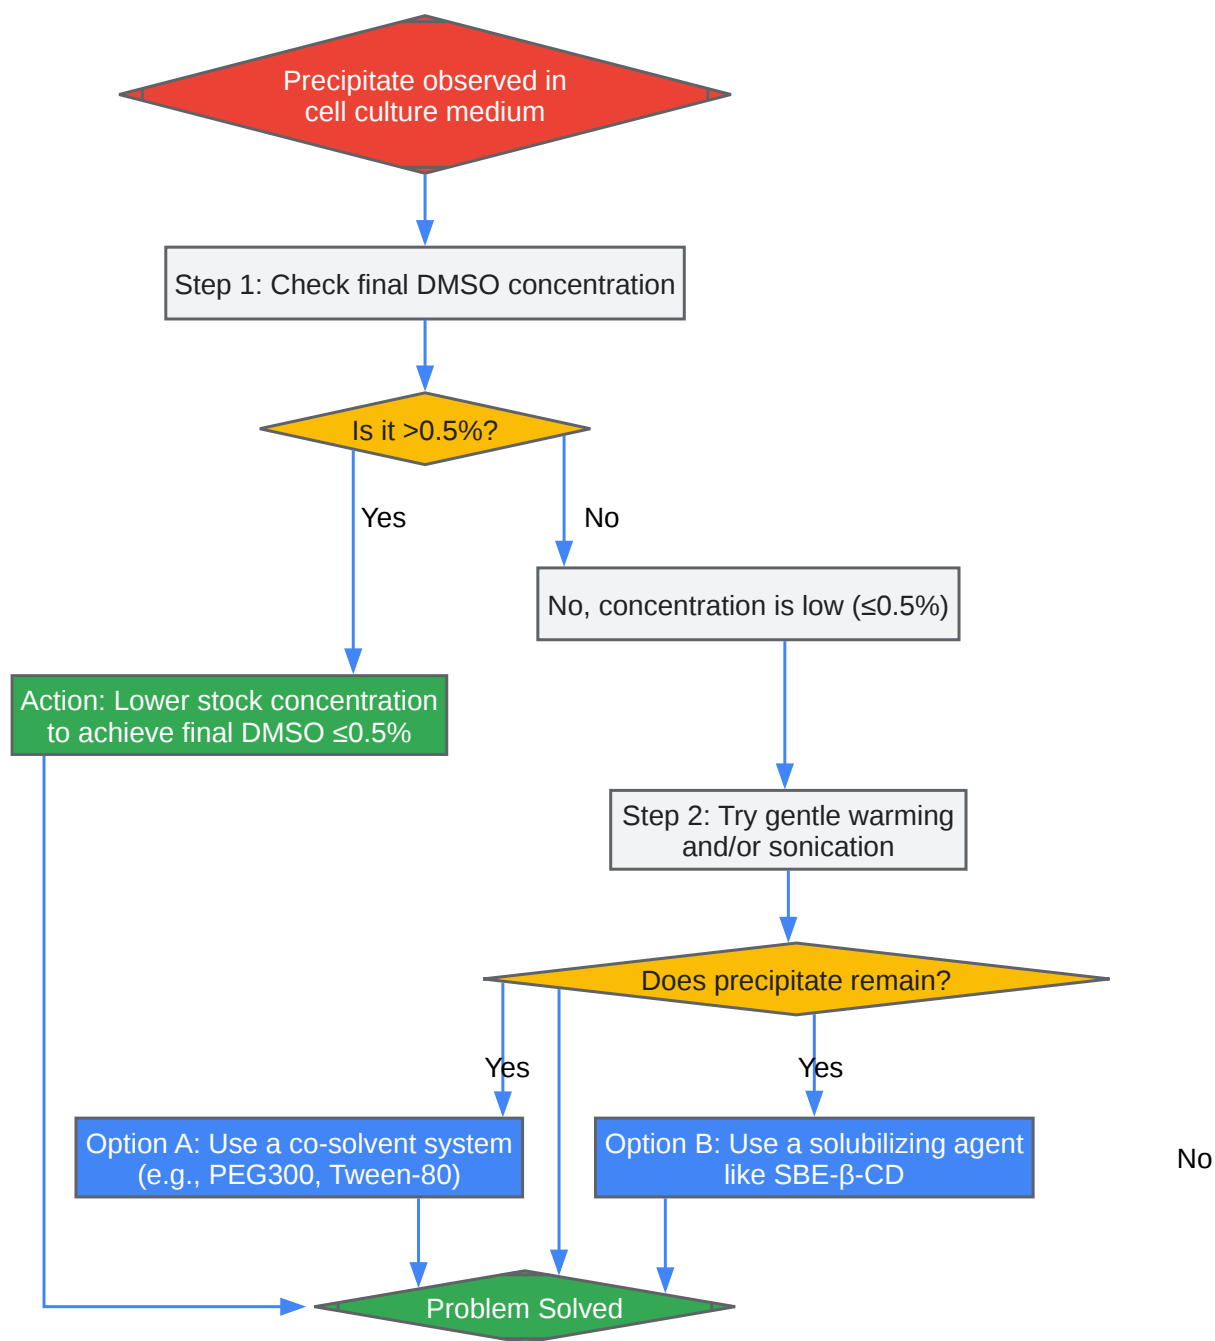 Precipitate observed in
cell culture medium
Step 1: Check final DMSO concentration
Is it >0.5%?
Yes
No
No, concentration is low (≤0.5%)
Action: Lower stock concentration
to achieve final DMSO ≤0.5%
Step 2: Try gentle warming
and/or sonication
Does precipitate remain?
Yes
Yes
Option A: Use a co-solvent system
(e.g., PEG300, Tween-80)
Option B: Use a solubilizing agent
like SBE-β-CD
No
Problem Solved